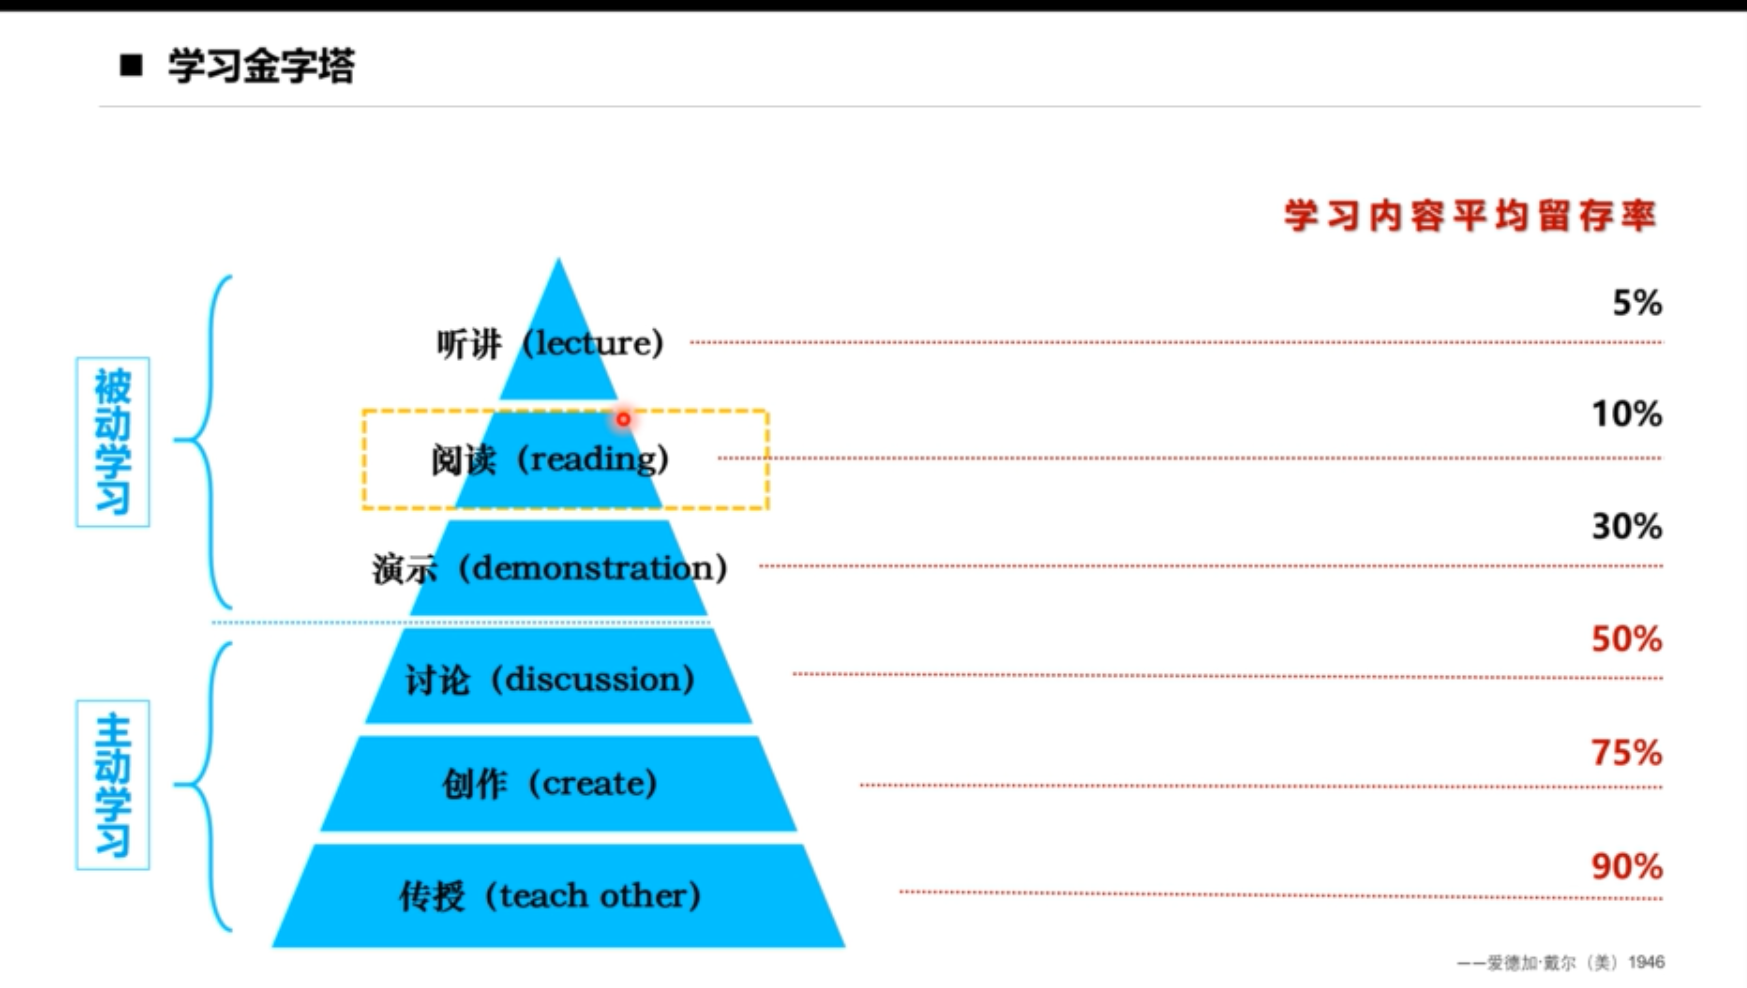 ■ 学习金字塔
学习内容平均留存率
被动学习
听讲（lecture）
5%
阅读（reading）
10%
演示（demonstration）
30%
主动学习
讨论（discussion）
50%
创作（create）
75%
传授（teach other）
90%
——爱德加·戴尔（美）1946